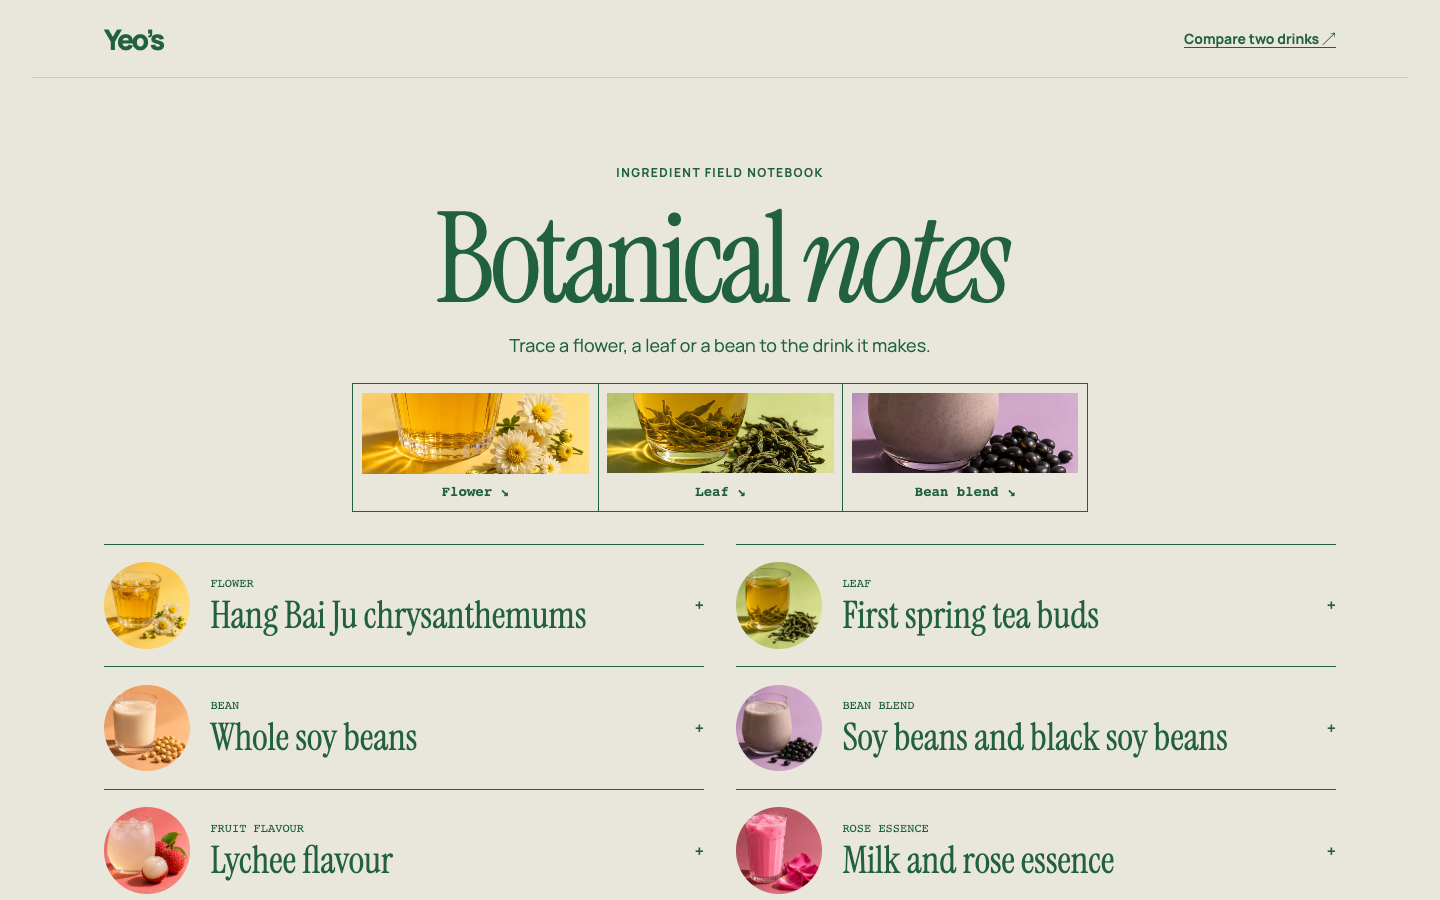 Yeo's
Compare two drinks ↗
INGREDIENT FIELD NOTEBOOK
Botanical notes
Trace a flower, a leaf or a bean to the drink it makes.
Flower ↘
Leaf ↘
Bean blend ↘
FLOWER
Hang Bai Ju chrysanthemums
+
LEAF
First spring tea buds
+
BEAN
Whole soy beans
+
BEAN BLEND
Soy beans and black soy beans
+
FRUIT FLAVOUR
Lychee flavour
+
ROSE ESSENCE
Milk and rose essence
+